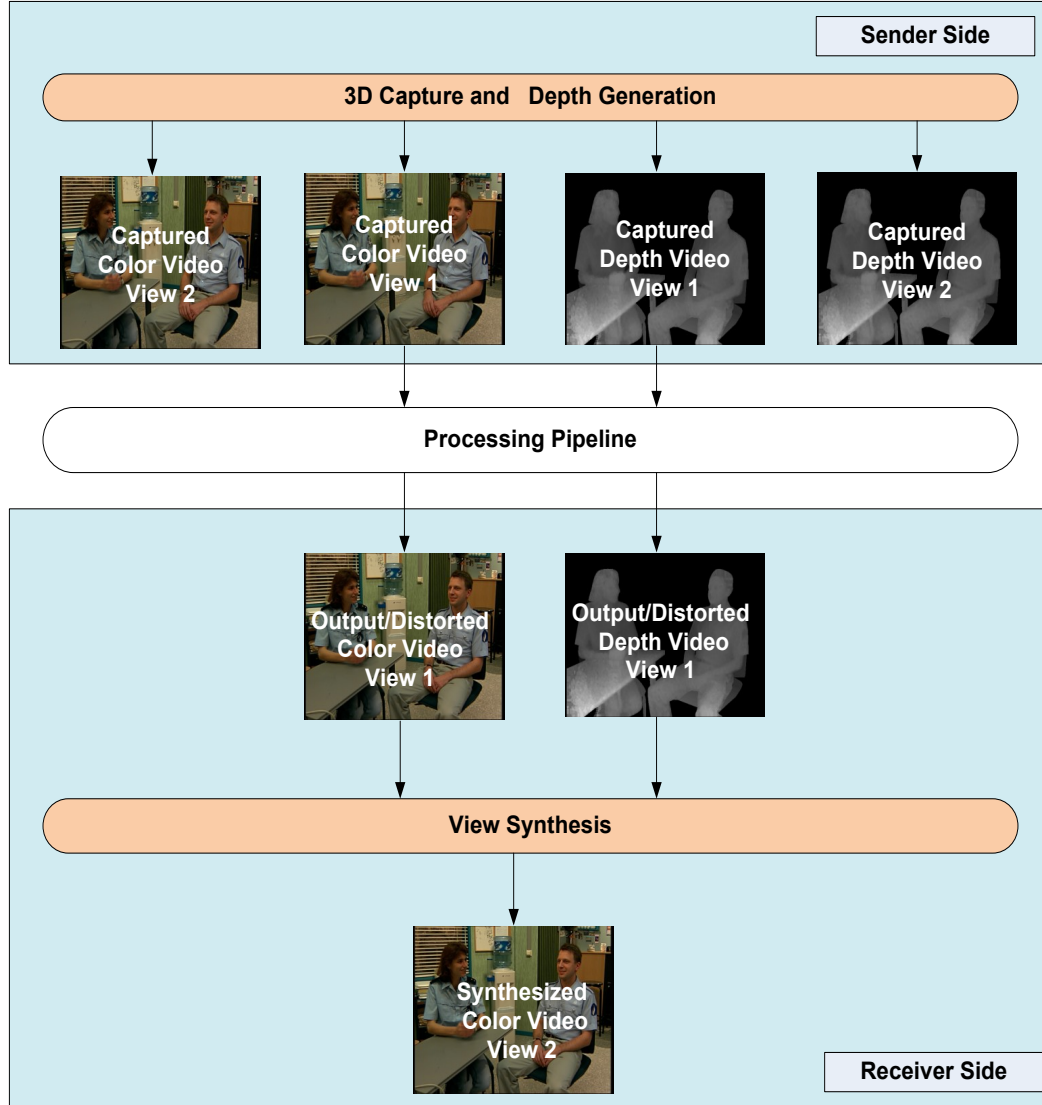 Sender Side
3D Capture and Depth Generation
Captured
Color Video
View 2
Captured
Color Video
View 1
Captured
Depth Video
View 1
Captured
Depth Video
View 2
Processing Pipeline
Output/Distorted
Color Video
View 1
Output/Distorted
Depth Video
View 1
View Synthesis
Synthesized
Color Video
View 2
Receiver Side